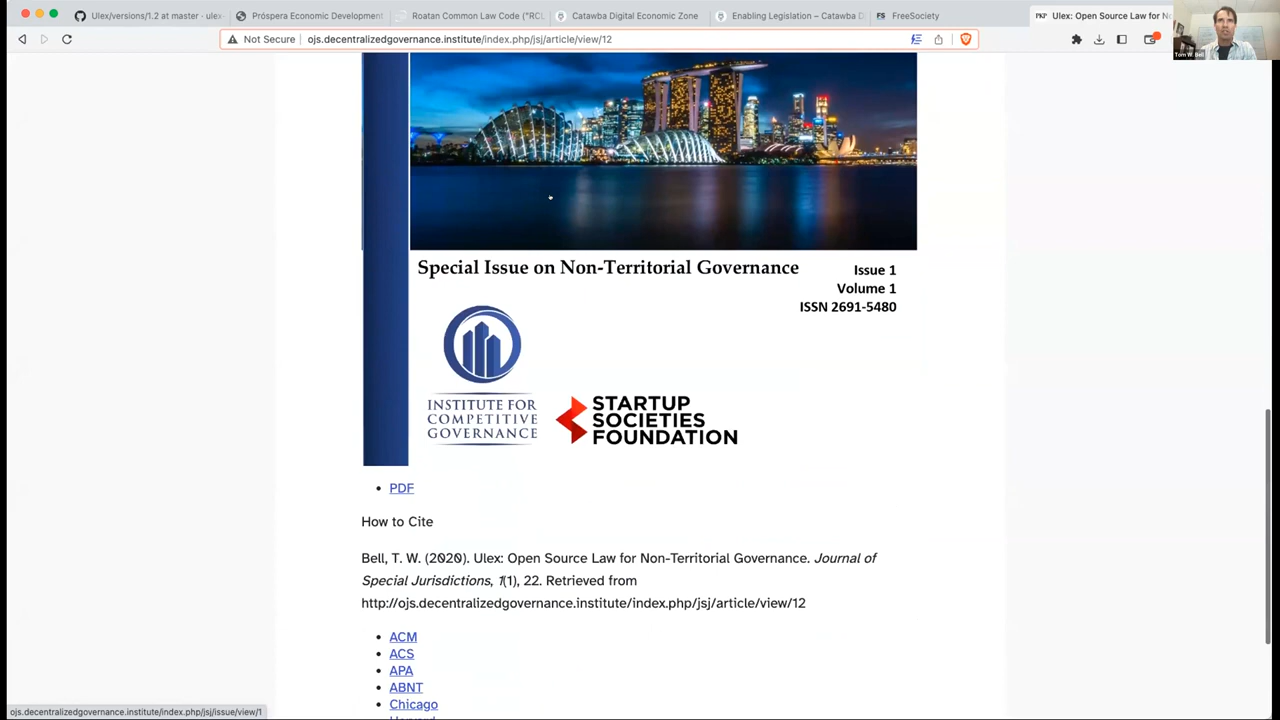 Ulex/versions/1.2 at master · ulex-
Próspera Economic Development
Roatan Common Law Code ("RCL
Catawba Digital Economic Zone
Enabling Legislation – Catawba D
FS FreeSociety
PKP Ulex: Open Source Law for No
Not Secure ojs.decentralizedgovernance.institute/index.php/jsj/article/view/12
Tom W. Bell
Special Issue on Non-Territorial Governance
Issue 1
Volume 1
ISSN 2691-5480
INSTITUTE FOR
COMPETITIVE
GOVERNANCE
STARTUP
SOCIETIES
FOUNDATION
• PDF
How to Cite
Bell, T. W. (2020). Ulex: Open Source Law for Non-Territorial Governance. Journal of
Special Jurisdictions, 1(1), 22. Retrieved from
http://ojs.decentralizedgovernance.institute/index.php/jsj/article/view/12
• ACM
• ACS
• APA
• ABNT
• Chicago
ojs.decentralizedgovernance.institute/index.php/jsj/issue/view/1